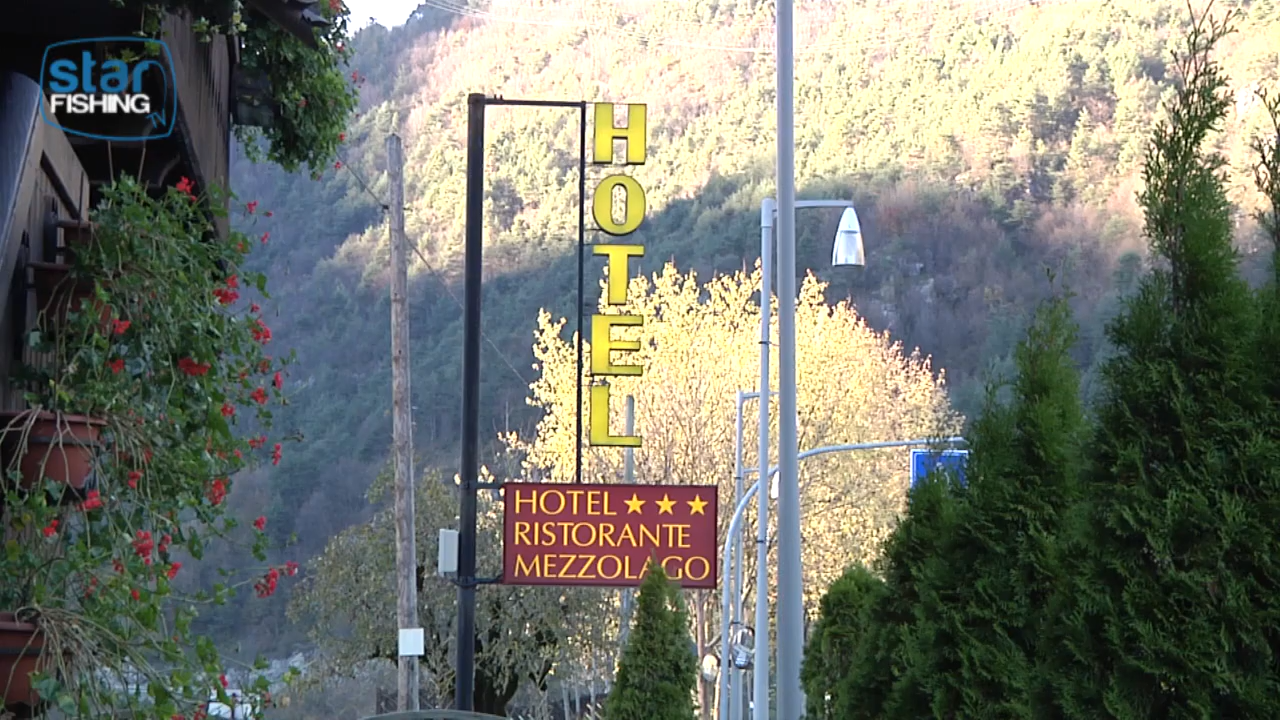 star
FISHING
HOTEL
HOTEL ★★★
RISTORANTE
MEZZOLAGO